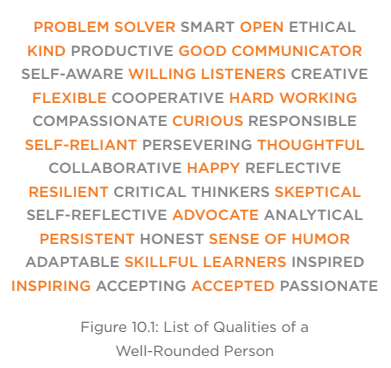 PROBLEM SOLVER SMART OPEN ETHICAL
KIND PRODUCTIVE GOOD COMMUNICATOR
SELF-AWARE WILLING LISTENERS CREATIVE
FLEXIBLE COOPERATIVE HARD WORKING
COMPASSIONATE CURIOUS RESPONSIBLE
SELF-RELIANT PERSEVERING THOUGHTFUL
COLLABORATIVE HAPPY REFLECTIVE
RESILIENT CRITICAL THINKERS SKEPTICAL
SELF-REFLECTIVE ADVOCATE ANALYTICAL
PERSISTENT HONEST SENSE OF HUMOR
ADAPTABLE SKILLFUL LEARNERS INSPIRED
INSPIRING ACCEPTING ACCEPTED PASSIONATE
Figure 10.1: List of Qualities of a
Well-Rounded Person